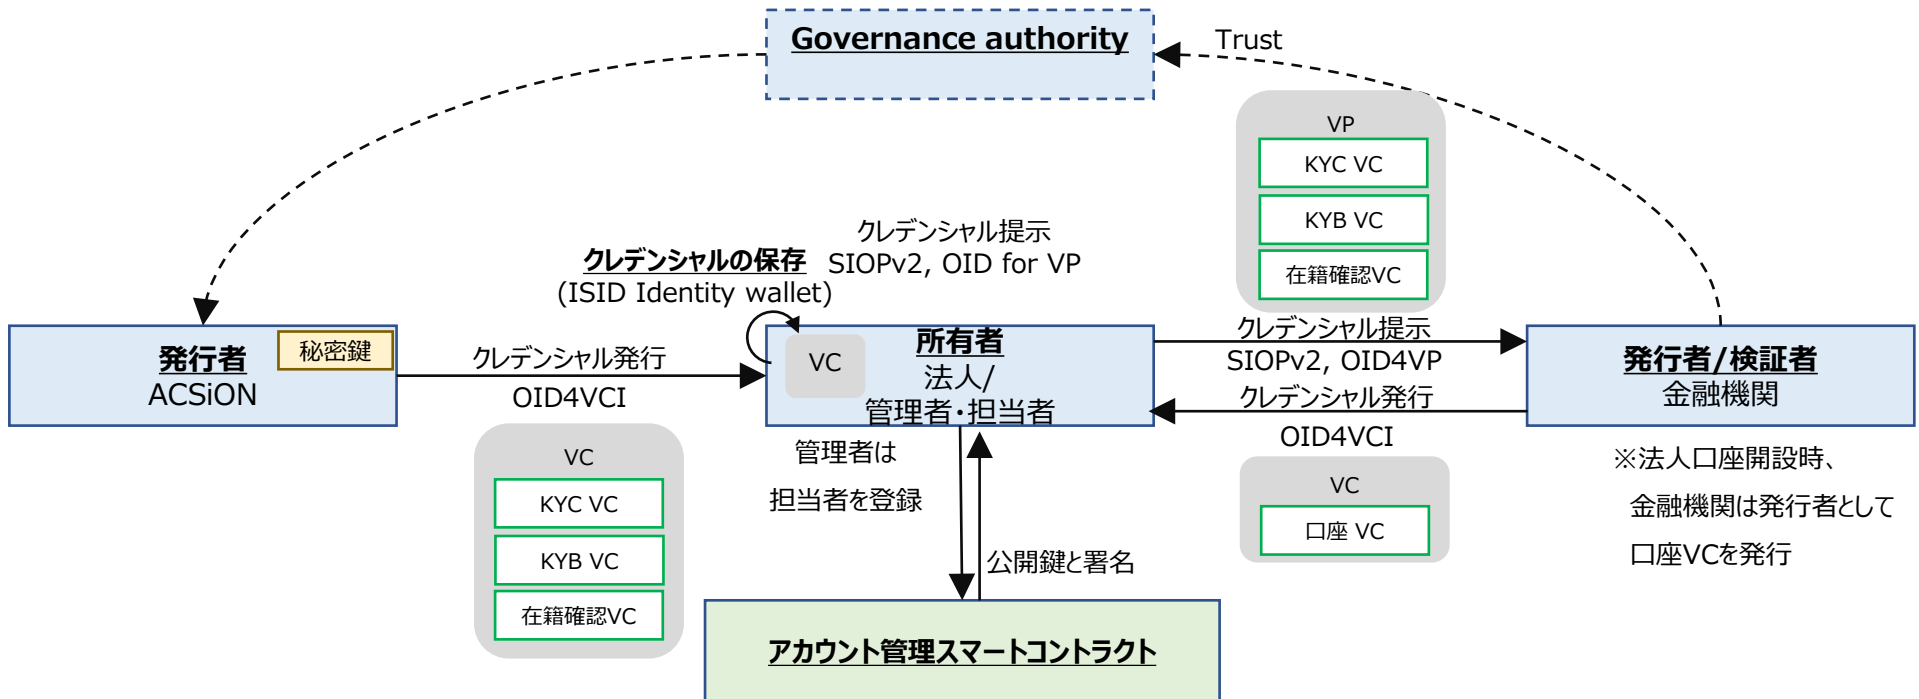 Governance authority
Trust
VP
KYC VC
KYB VC
在籍確認VC
クレデンシャル提示
SIOPv2, OID for VP
クレデンシャルの保存
(ISID Identity wallet)
発行者
ACSiON
秘密鍵
クレデンシャル発行
OID4VCI
VC
所有者
法人/
管理者・担当者
クレデンシャル提示
SIOPv2, OID4VP
クレデンシャル発行
OID4VCI
発行者/検証者
金融機関
VC
KYC VC
KYB VC
在籍確認VC
管理者は
担当者を登録
公開鍵と署名
VC
口座 VC
※法人口座開設時、
金融機関は発行者として
口座VCを発行
アカウント管理スマートコントラクト